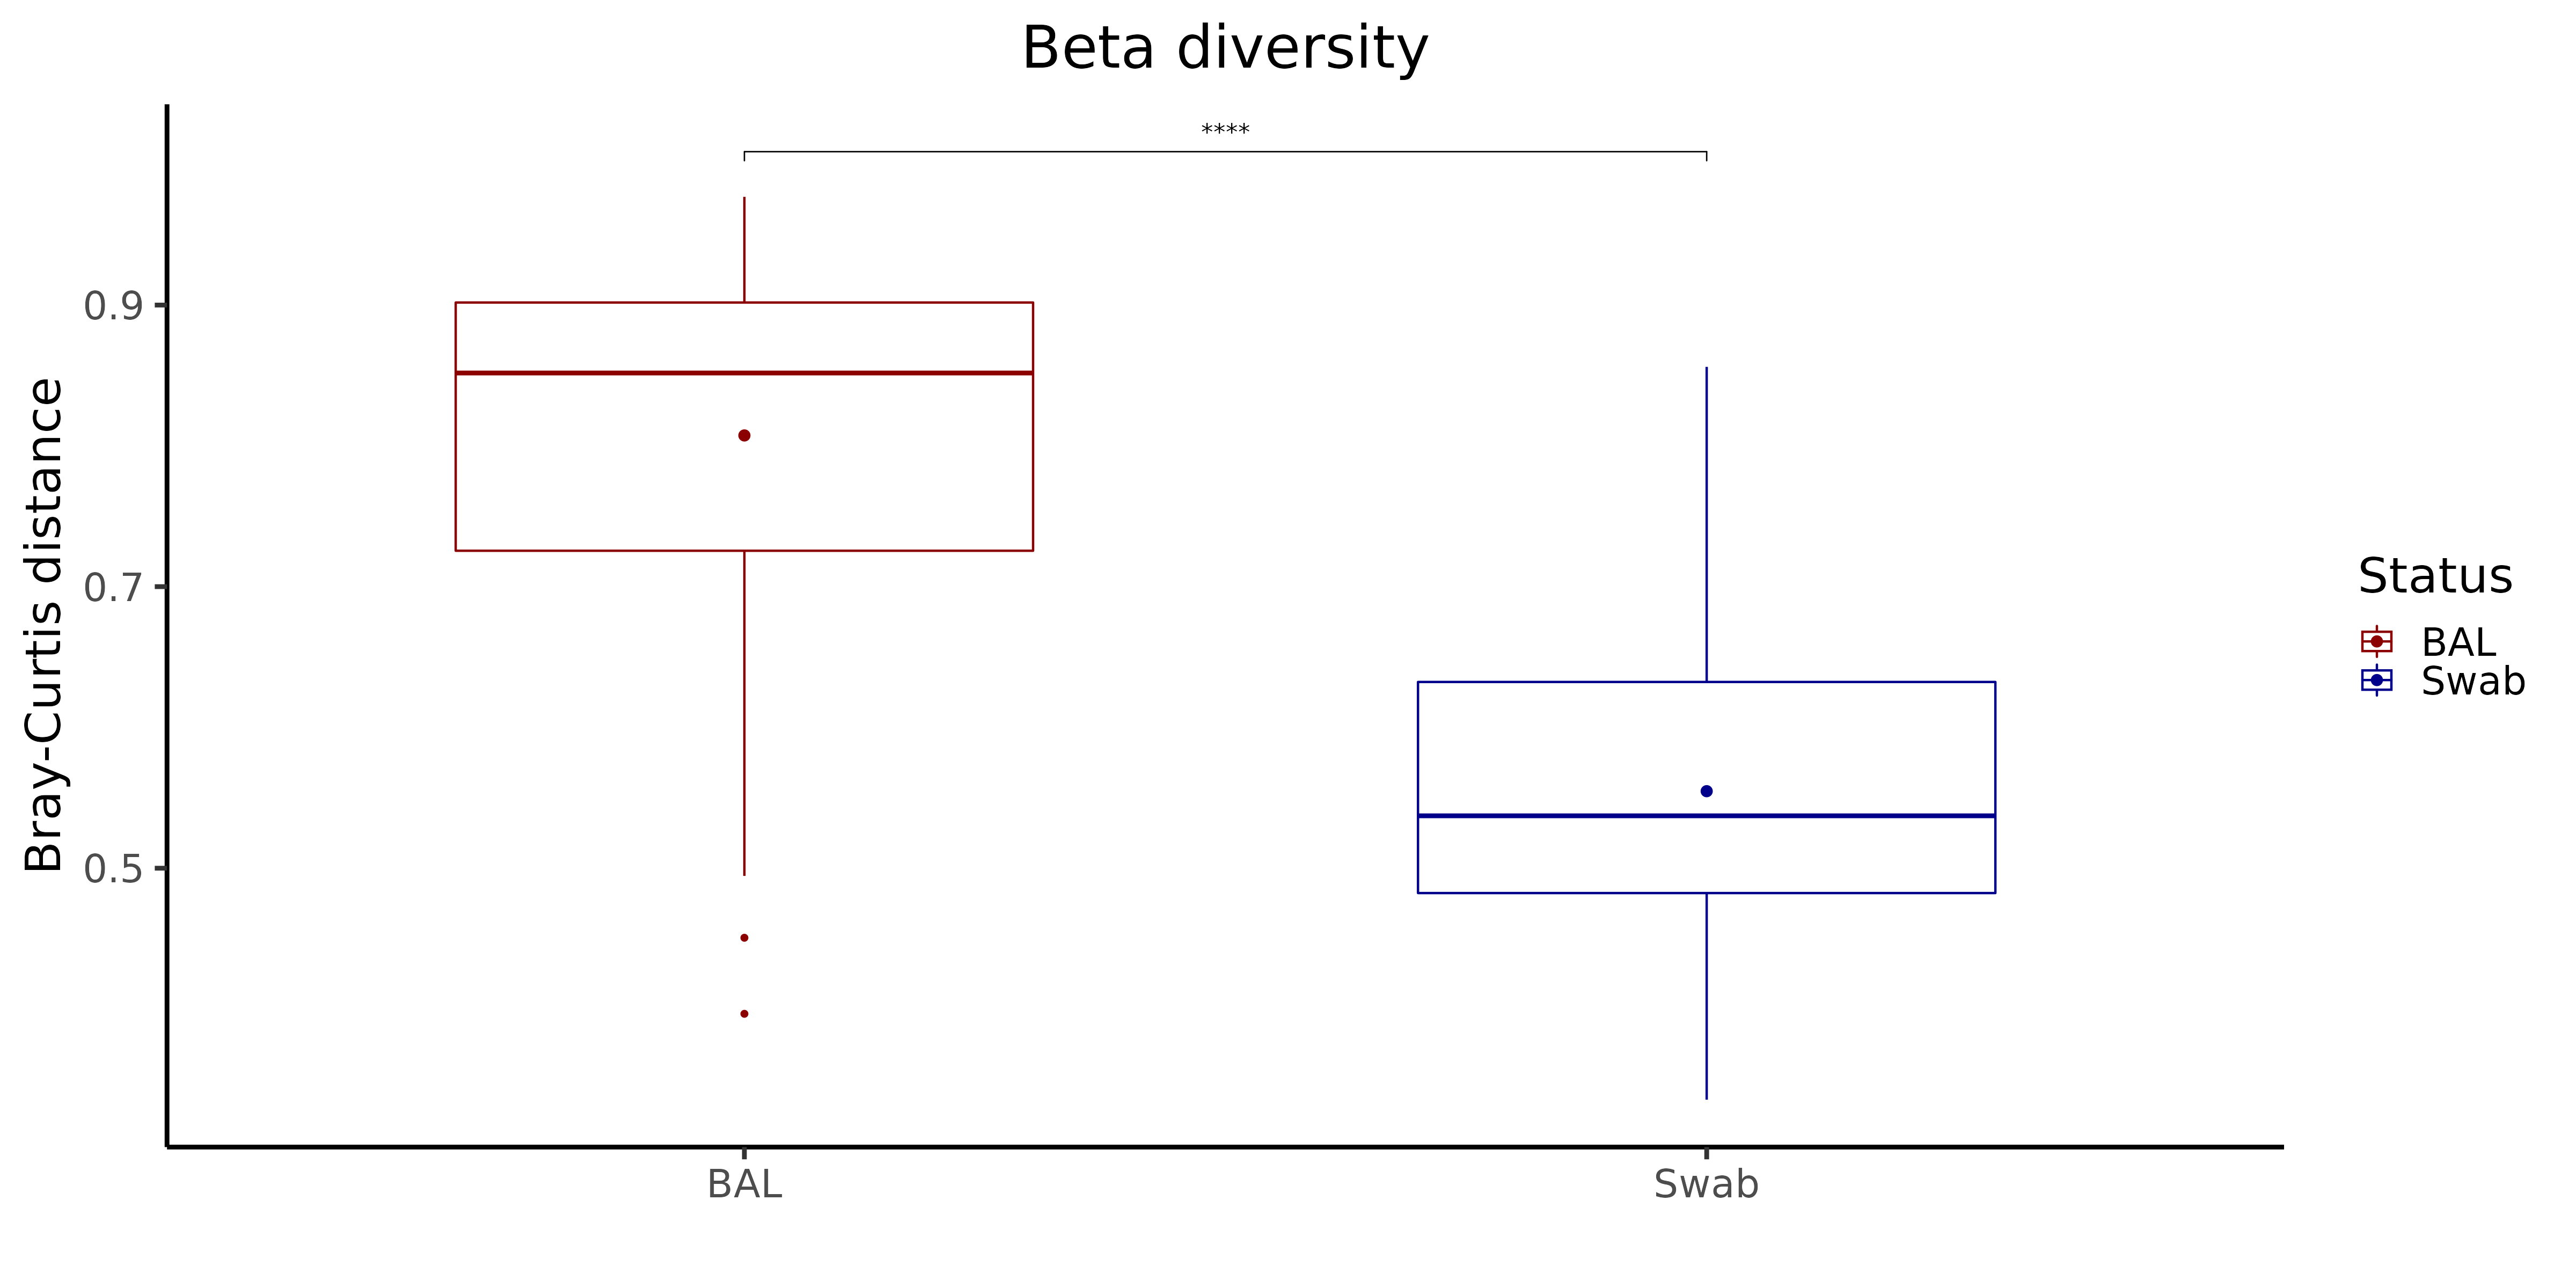 Beta diversity
****
Bray-Curtis distance
0.9
0.7
0.5
BAL
Swab
Status
BAL
Swab